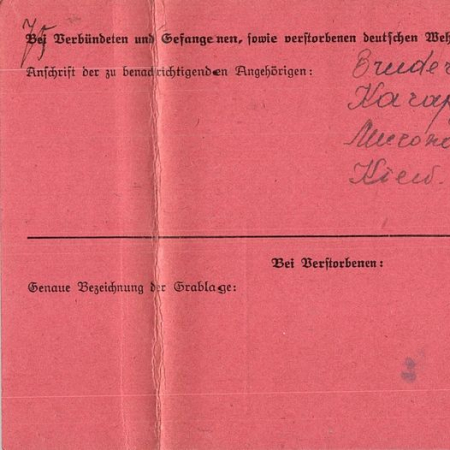 75
Bei Verbündeten und Gefangenen, sowie verstorbenen deutschen Weh
Anschrift der zu benachrichtigenden Angehörigen:
Bruder
Kiew.
Bei Verstorbenen:
Genaue Bezeichnung der Grablage: